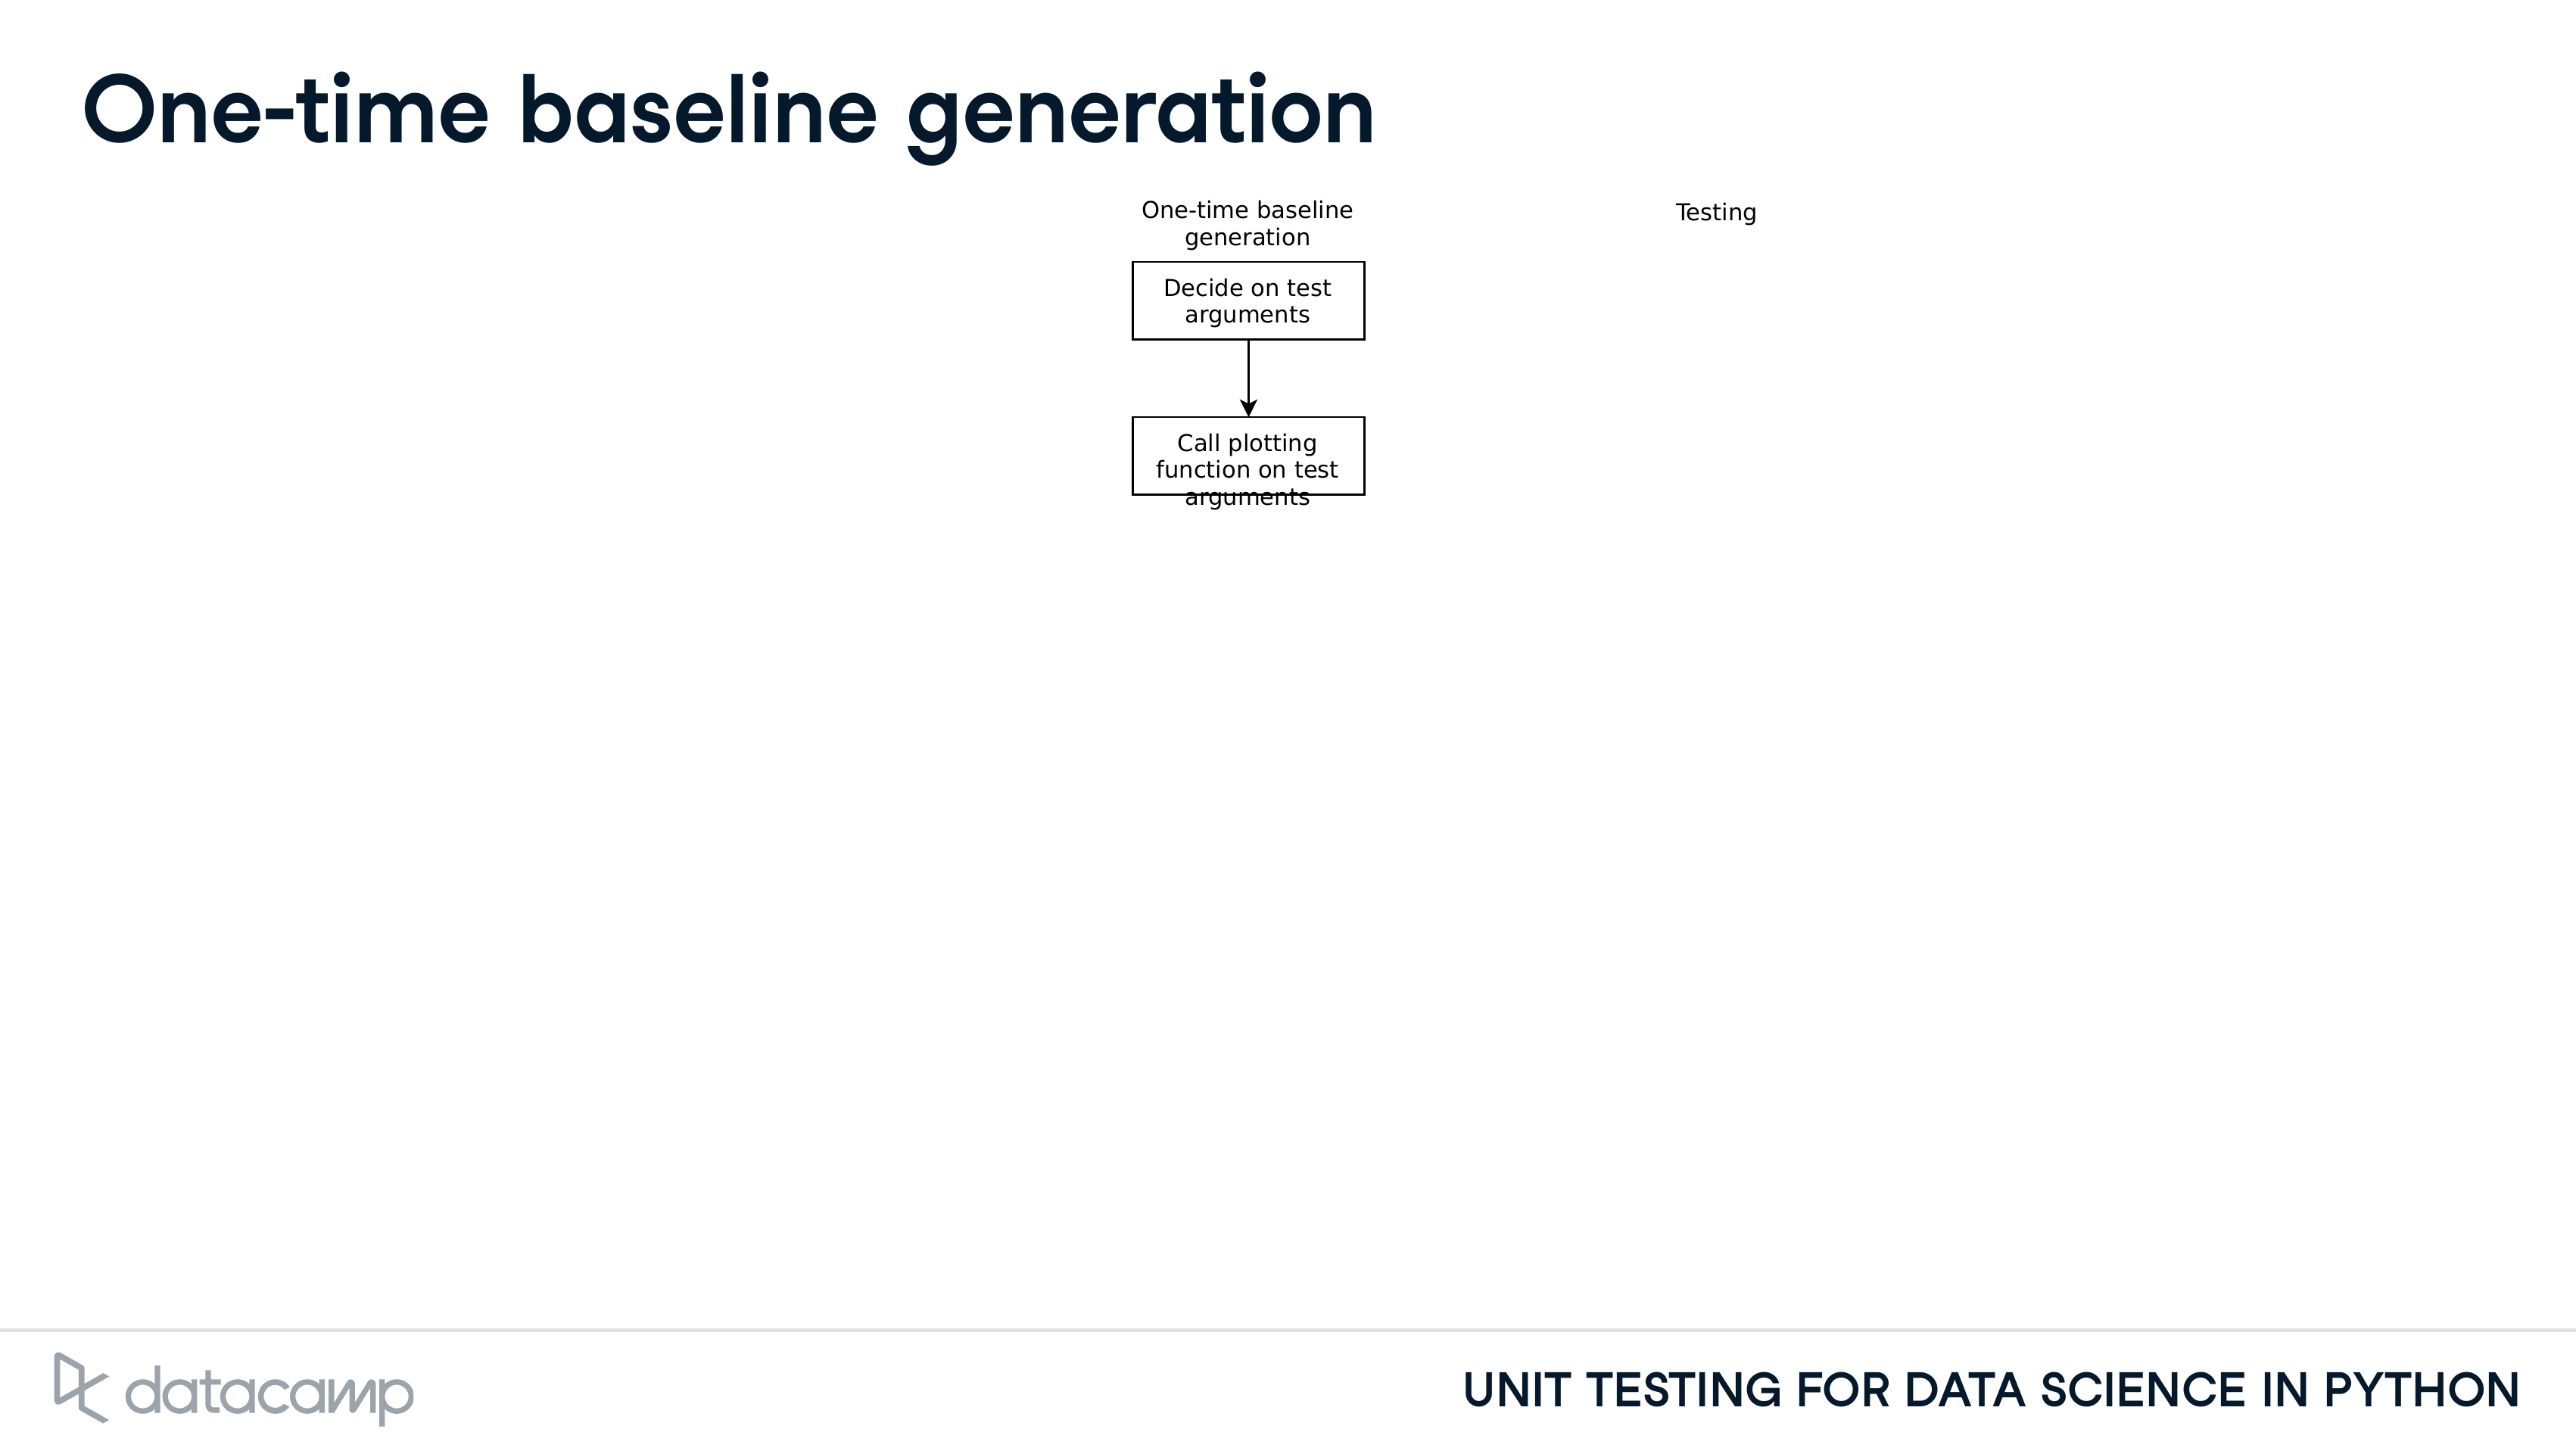 One-time baseline generation
One-time baseline
generation
Testing
Decide on test
arguments
Call plotting
function on test
arguments
datacamp
UNIT TESTING FOR DATA SCIENCE IN PYTHON